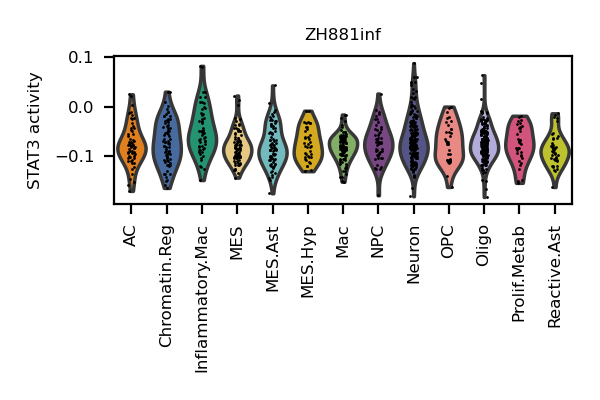 ZH881inf
STAT3 activity
0.1
0.0
−0.1
AC
Chromatin.Reg
Inflammatory.Mac
MES
MES.Ast
MES.Hyp
Mac
NPC
Neuron
OPC
Oligo
Prolif.Metab
Reactive.Ast